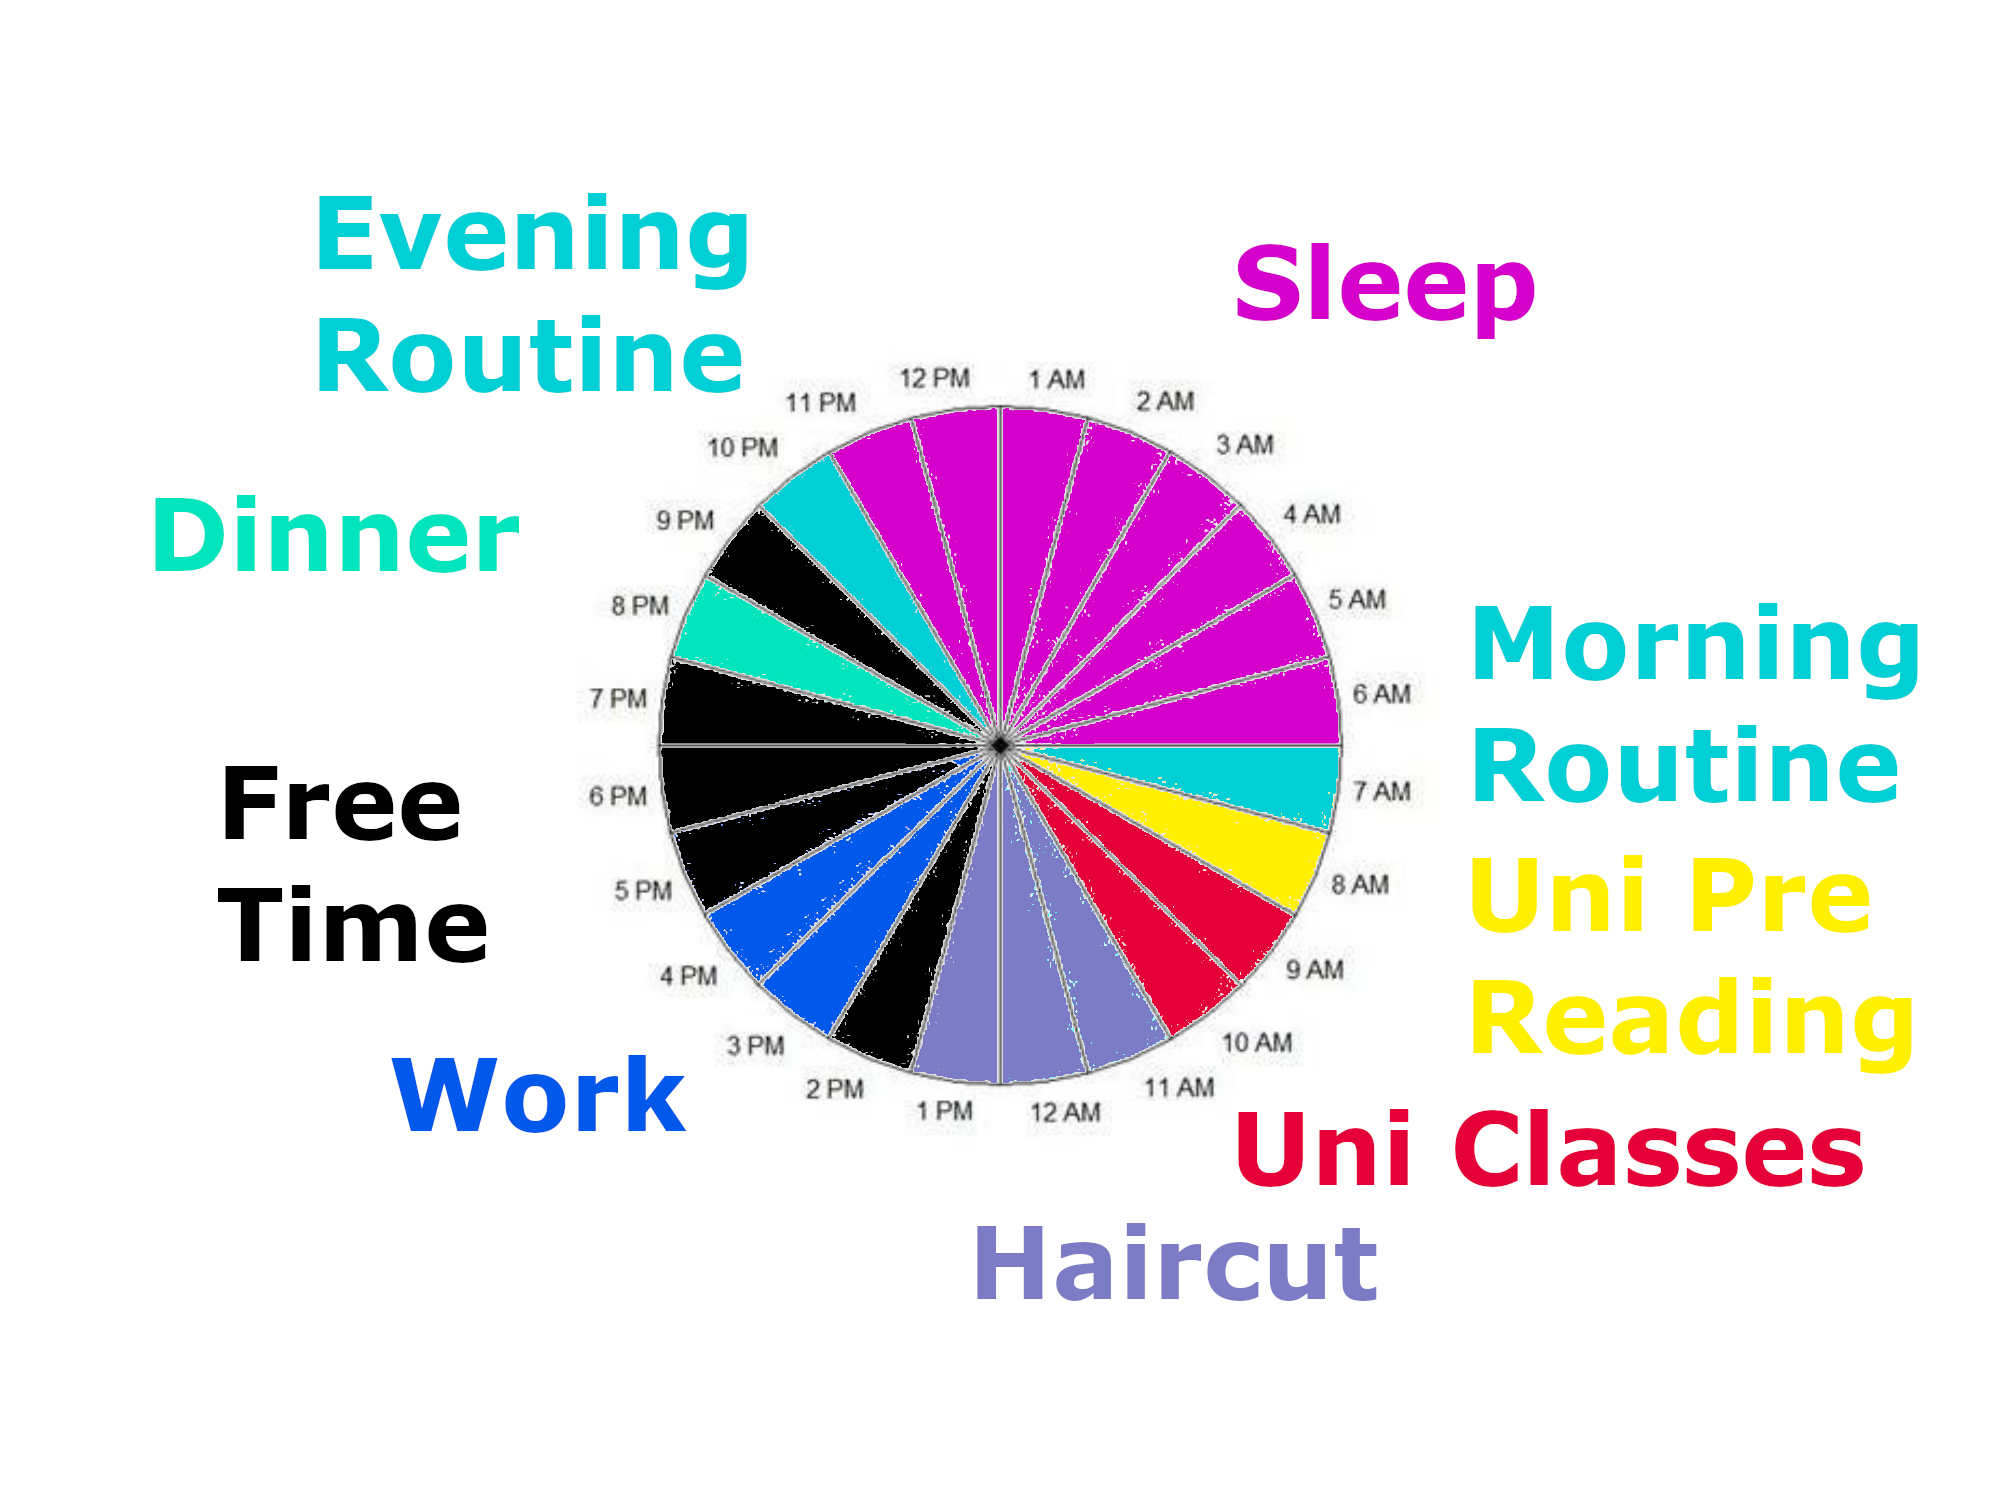 Evening
Routine
Sleep
12 PM
1 AM
11 PM
2 AM
10 PM
3 AM
Dinner
9 PM
4 AM
8 PM
5 AM
Morning
Routine
7 PM
6 AM
Free
Time
6 PM
7 AM
Uni Pre
Reading
5 PM
8 AM
4 PM
9 AM
Work
3 PM
10 AM
2 PM
11 AM
1 PM
12 AM
Uni Classes
Haircut